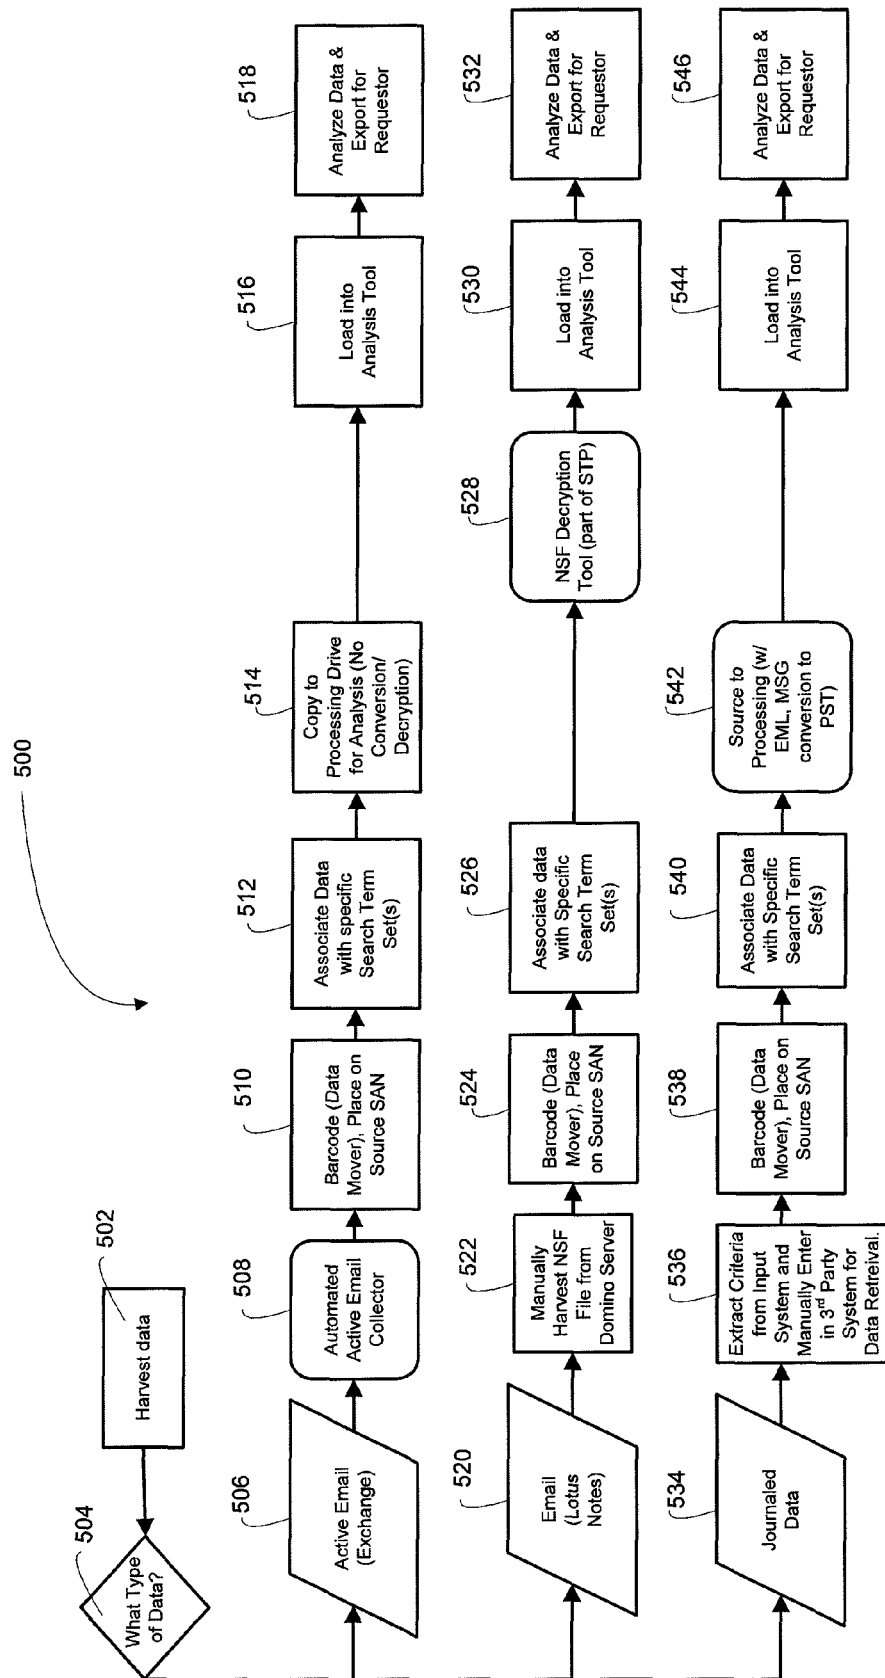 500
502
Harvest data
504
What Type
of Data?
506
Active Email
(Exchange)
508
Automated
Active Email
Collector
510
Barcode (Data
Mover), Place on
Source SAN
512
Associate Data
with specific
Search Term
Set(s)
514
Copy to
Processing Drive
for Analysis (No
Conversion/
Decryption)
516
Load into
Analysis Tool
518
Analyze Data &
Export for
Requestor
520
Email
(Lotus
Notes)
522
Manually
Harvest NSF
File from
Domino Server
524
Barcode (Data
Mover), Place
on Source SAN
526
Associate data
with Specific
Search Term
Set(s)
528
NSF Decryption
Tool (part of STP)
530
Load into
Analysis Tool
532
Analyze Data &
Export for
Requestor
534
Journaled
Data
536
Extract Criteria
from Input
System and
Manually Enter
in 3rd Party
System for
Data Retreival.
538
Barcode (Data
Mover), Place on
Source SAN
540
Associate Data
with Specific
Search Term
Set(s)
542
Source to
Processing (w/
EML, MSG
conversion to
PST)
544
Load into
Analysis Tool
546
Analyze Data &
Export for
Requestor